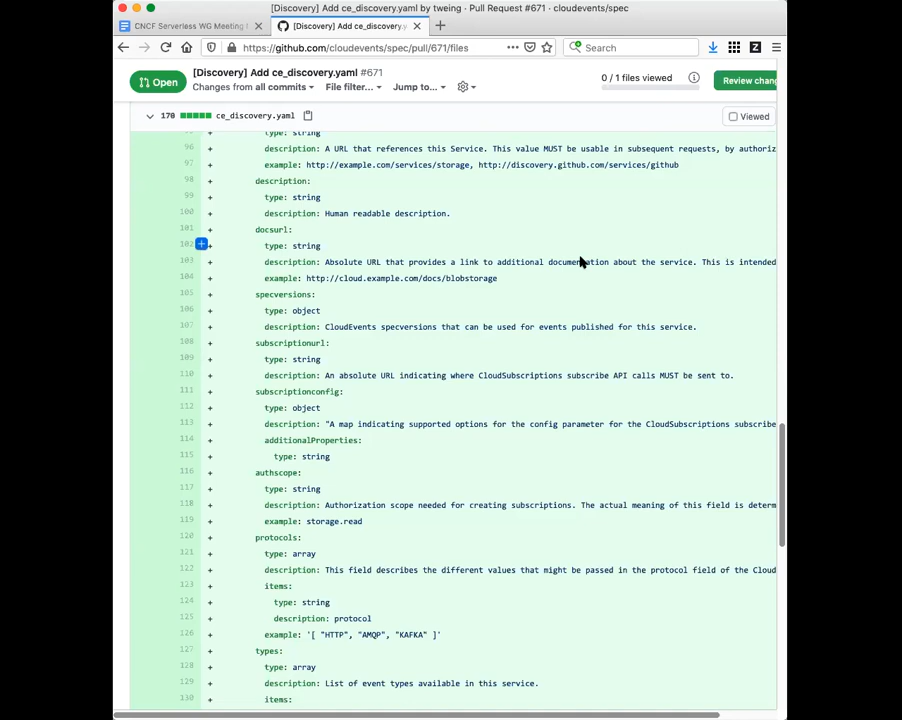 [Discovery] Add ce_discovery.yaml by tweing · Pull Request #671 · cloudevents/spec
CNCF Serverless WG Meeting
[Discovery] Add ce_discovery.y
https://github.com/cloudevents/spec/pull/671/files
Search
Open
[Discovery] Add ce_discovery.yaml #671
Changes from all commits
File filter...
Jump to...
0 / 1 files viewed
Review chang
170 ce_discovery.yaml
Viewed
type: string
96 + description: A URL that references this Service. This value MUST be usable in subsequent requests, by authoriz
97 + example: http://example.com/services/storage, http://discovery.github.com/services/github
98 + description:
99 + type: string
100 + description: Human readable description.
101 + docsurl:
102 + type: string
103 + description: Absolute URL that provides a link to additional documentation about the service. This is intended
104 + example: http://cloud.example.com/docs/blobstorage
105 + specversions:
106 + type: object
107 + description: CloudEvents specversions that can be used for events published for this service.
108 + subscriptionurl:
109 + type: string
110 + description: An absolute URL indicating where CloudSubscriptions subscribe API calls MUST be sent to.
111 + subscriptionconfig:
112 + type: object
113 + description: "A map indicating supported options for the config parameter for the CloudSubscriptions subscribe
114 + additionalProperties:
115 + type: string
116 + authscope:
117 + type: string
118 + description: Authorization scope needed for creating subscriptions. The actual meaning of this field is determ
119 + example: storage.read
120 + protocols:
121 + type: array
122 + description: This field describes the different values that might be passed in the protocol field of the Cloud
123 + items:
124 + type: string
125 + description: protocol
126 + example: '[ "HTTP", "AMQP", "KAFKA" ]'
127 + types:
128 + type: array
129 + description: List of event types available in this service.
130 + items: